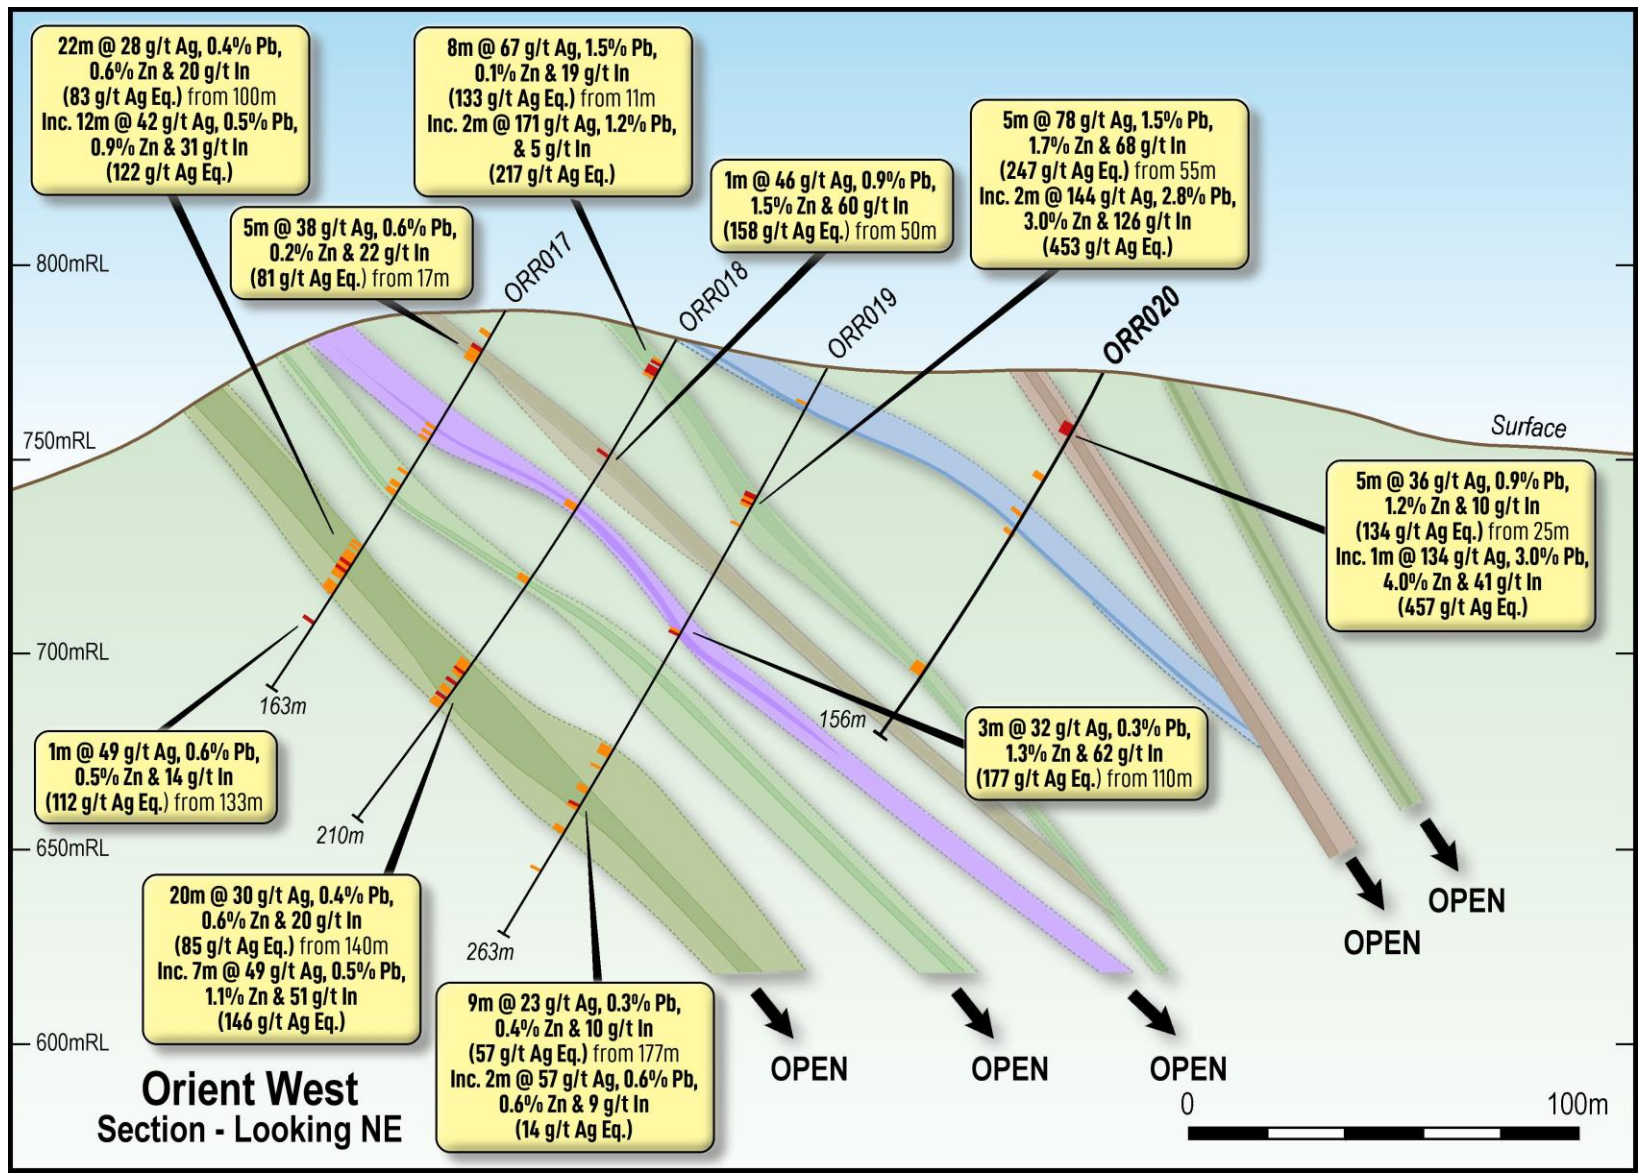 22m @ 28 g/t Ag, 0.4% Pb,
0.6% Zn & 20 g/t In
(83 g/t Ag Eq.) from 100m
Inc. 12m @ 42 g/t Ag, 0.5% Pb,
0.9% Zn & 31 g/t In
(122 g/t Ag Eq.)
8m @ 67 g/t Ag, 1.5% Pb,
0.1% Zn & 19 g/t In
(133 g/t Ag Eq.) from 11m
Inc. 2m @ 171 g/t Ag, 1.2% Pb,
& 5 g/t In
(217 g/t Ag Eq.)
5m @ 78 g/t Ag, 1.5% Pb,
1.7% Zn & 68 g/t In
(247 g/t Ag Eq.) from 55m
Inc. 2m @ 144 g/t Ag, 2.8% Pb,
3.0% Zn & 126 g/t In
(453 g/t Ag Eq.)
1m @ 46 g/t Ag, 0.9% Pb,
1.5% Zn & 60 g/t In
(158 g/t Ag Eq.) from 50m
5m @ 38 g/t Ag, 0.6% Pb,
0.2% Zn & 22 g/t In
(81 g/t Ag Eq.) from 17m
ORR017
ORR018
ORR019
ORR020
800mRL
750mRL
700mRL
650mRL
600mRL
Surface
5m @ 36 g/t Ag, 0.9% Pb,
1.2% Zn & 10 g/t In
(134 g/t Ag Eq.) from 25m
Inc. 1m @ 134 g/t Ag, 3.0% Pb,
4.0% Zn & 41 g/t In
(457 g/t Ag Eq.)
163m
156m
210m
263m
3m @ 32 g/t Ag, 0.3% Pb,
1.3% Zn & 62 g/t In
(177 g/t Ag Eq.) from 110m
1m @ 49 g/t Ag, 0.6% Pb,
0.5% Zn & 14 g/t In
(112 g/t Ag Eq.) from 133m
20m @ 30 g/t Ag, 0.4% Pb,
0.6% Zn & 20 g/t In
(85 g/t Ag Eq.) from 140m
Inc. 7m @ 49 g/t Ag, 0.5% Pb,
1.1% Zn & 51 g/t In
(146 g/t Ag Eq.)
9m @ 23 g/t Ag, 0.3% Pb,
0.4% Zn & 10 g/t In
(57 g/t Ag Eq.) from 177m
Inc. 2m @ 57 g/t Ag, 0.6% Pb,
0.6% Zn & 9 g/t In
(14 g/t Ag Eq.)
OPEN
OPEN
OPEN
OPEN
OPEN
Orient West
Section - Looking NE
0
100m